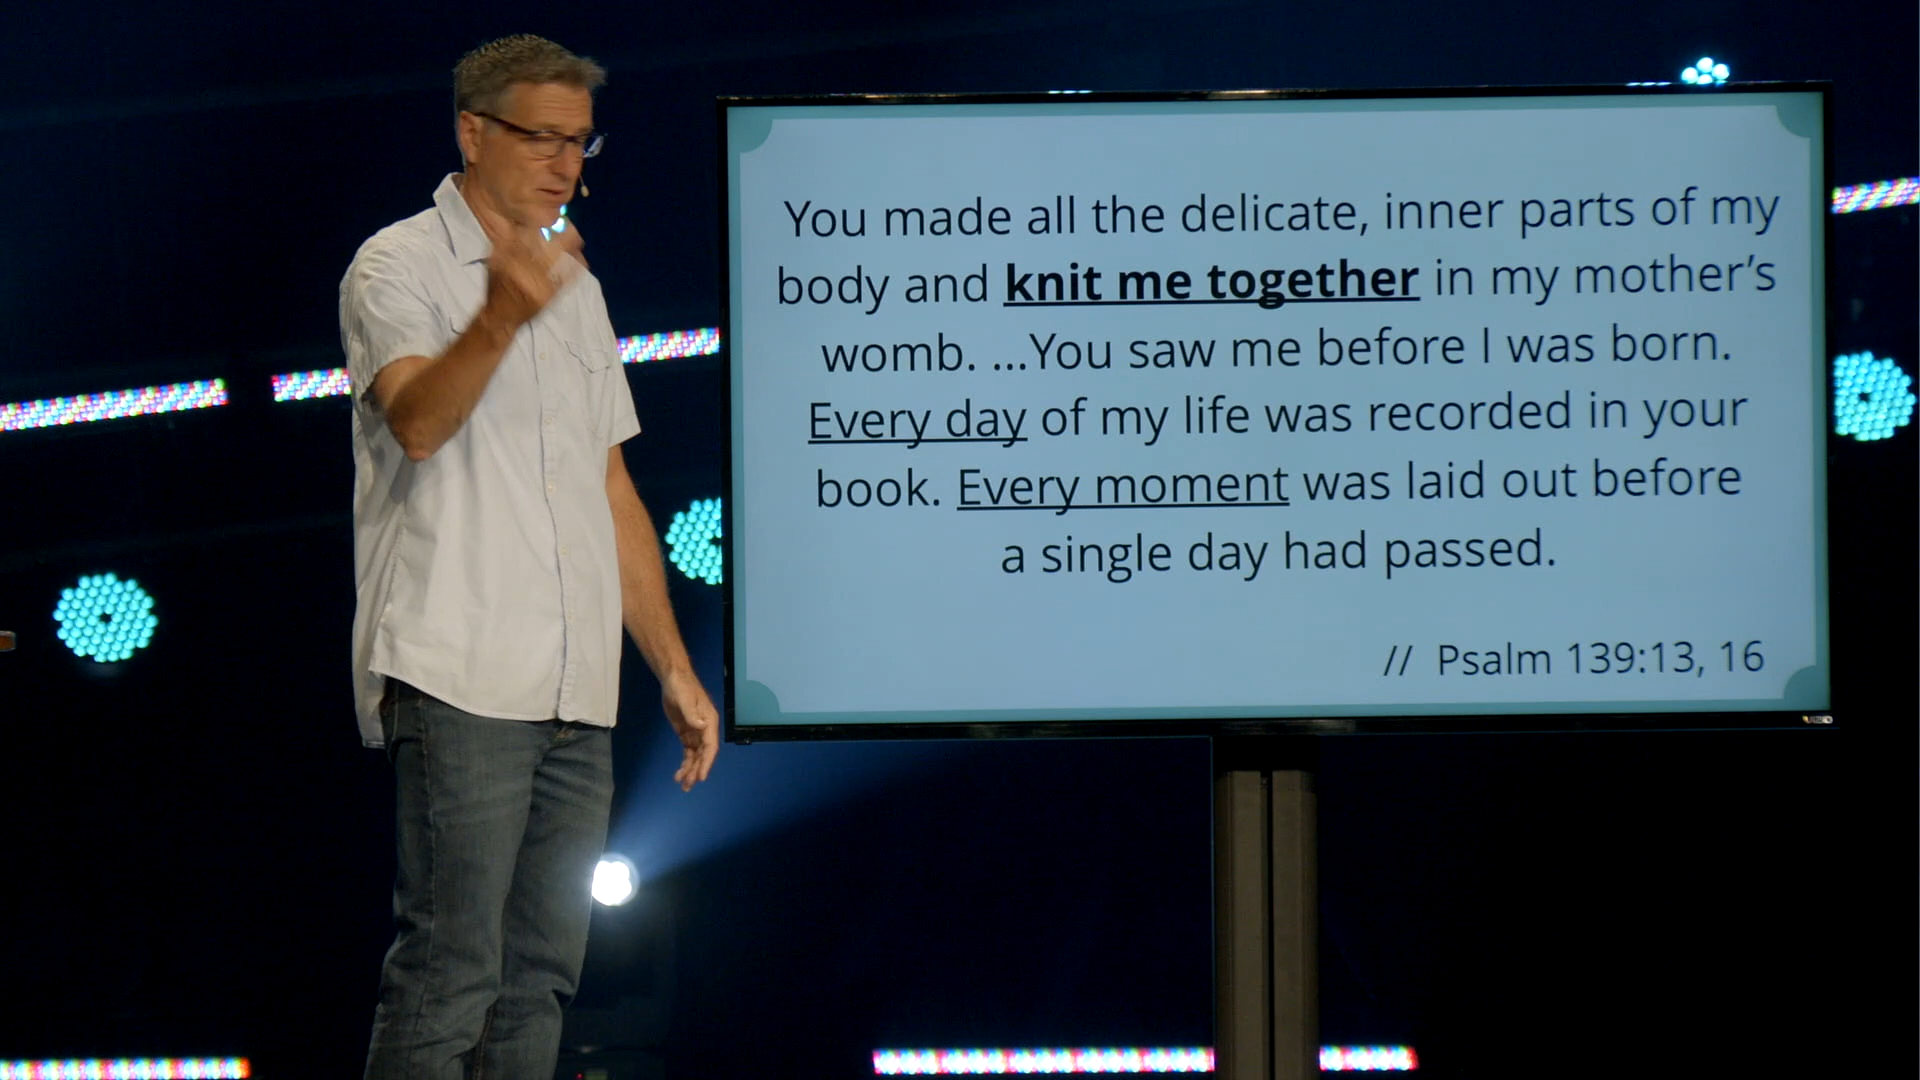 You made all the delicate, inner parts of my
body and knit me together in my mother's
womb. ...You saw me before I was born.
Every day of my life was recorded in your
book. Every moment was laid out before
a single day had passed.
// Psalm 139:13, 16